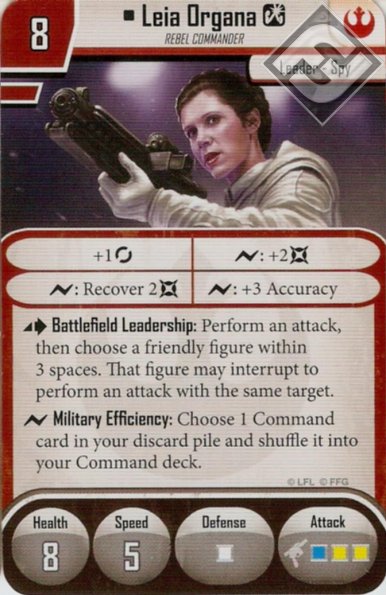 8
Leia Organa
REBEL COMMANDER
Leader - Spy
+1
: +2
: Recover 2
: +3 Accuracy
Battlefield Leadership: Perform an attack,
then choose a friendly figure within
3 spaces. That figure may interrupt to
perform an attack with the same target.
Military Efficiency: Choose 1 Command
card in your discard pile and shuffle it into
your Command deck.
© LFL © FFG
Health Speed Defense Attack
8 5